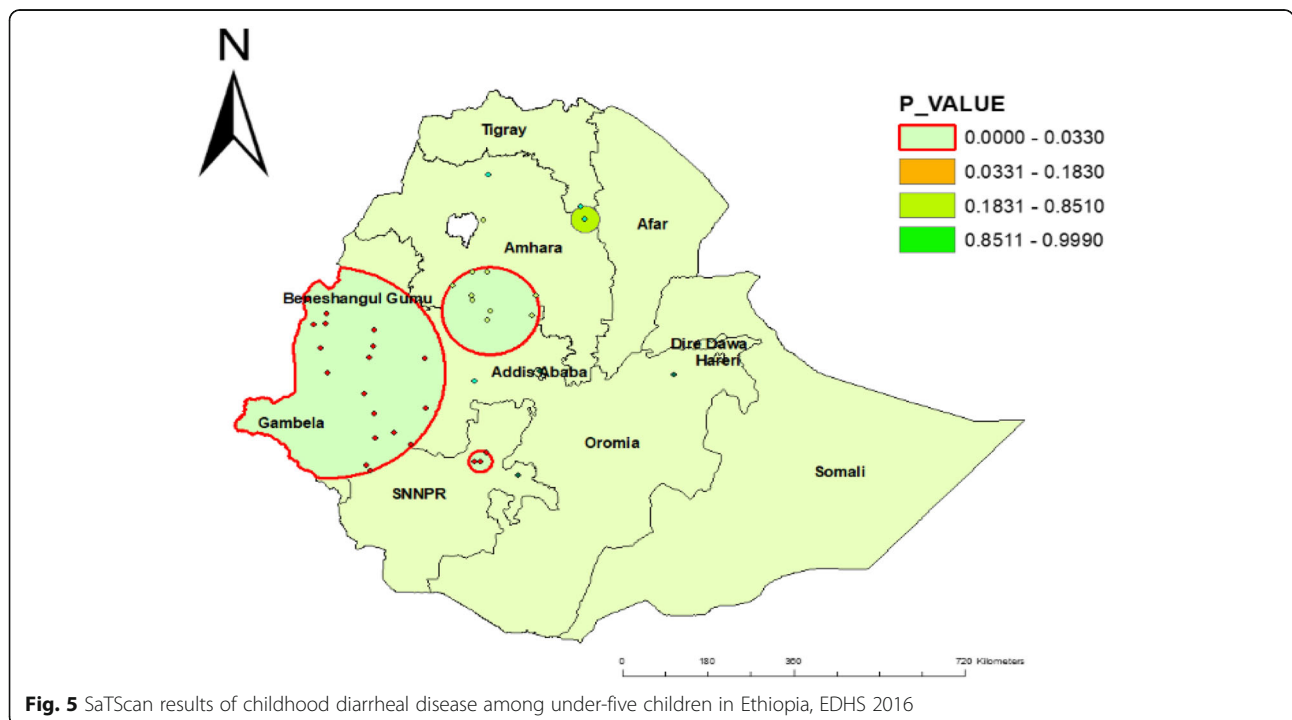 N
P_VALUE
0.0000 - 0.0330
0.0331 - 0.1830
0.1831 - 0.8510
0.8511 - 0.9990
Tigray
Afar
Amhara
Beneshangul Gumu
Dire Dawa
Hareri
Addis Ababa
Gambela
Oromia
Somali
SNNPR
0 180 360 720 Kilometers
Fig. 5 SaTScan results of childhood diarrheal disease among under-five children in Ethiopia, EDHS 2016